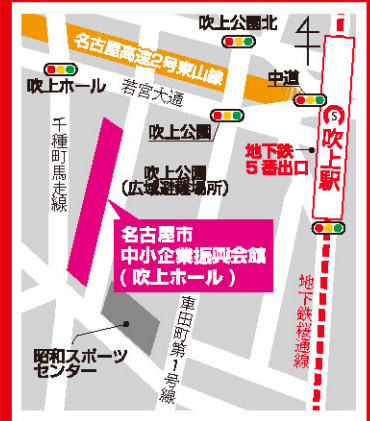 吹上公園北
名古屋高速2号東山線
中道
吹上ホール
若宮大通
吹上公園
S
吹上駅
地下鉄
5番出口
千種町馬走線
吹上公園
(広域避難場所)
名古屋市
中小企業振興会館
(吹上ホール)
地下鉄桜通線
車田町第1号線
昭和スポーツ
センター